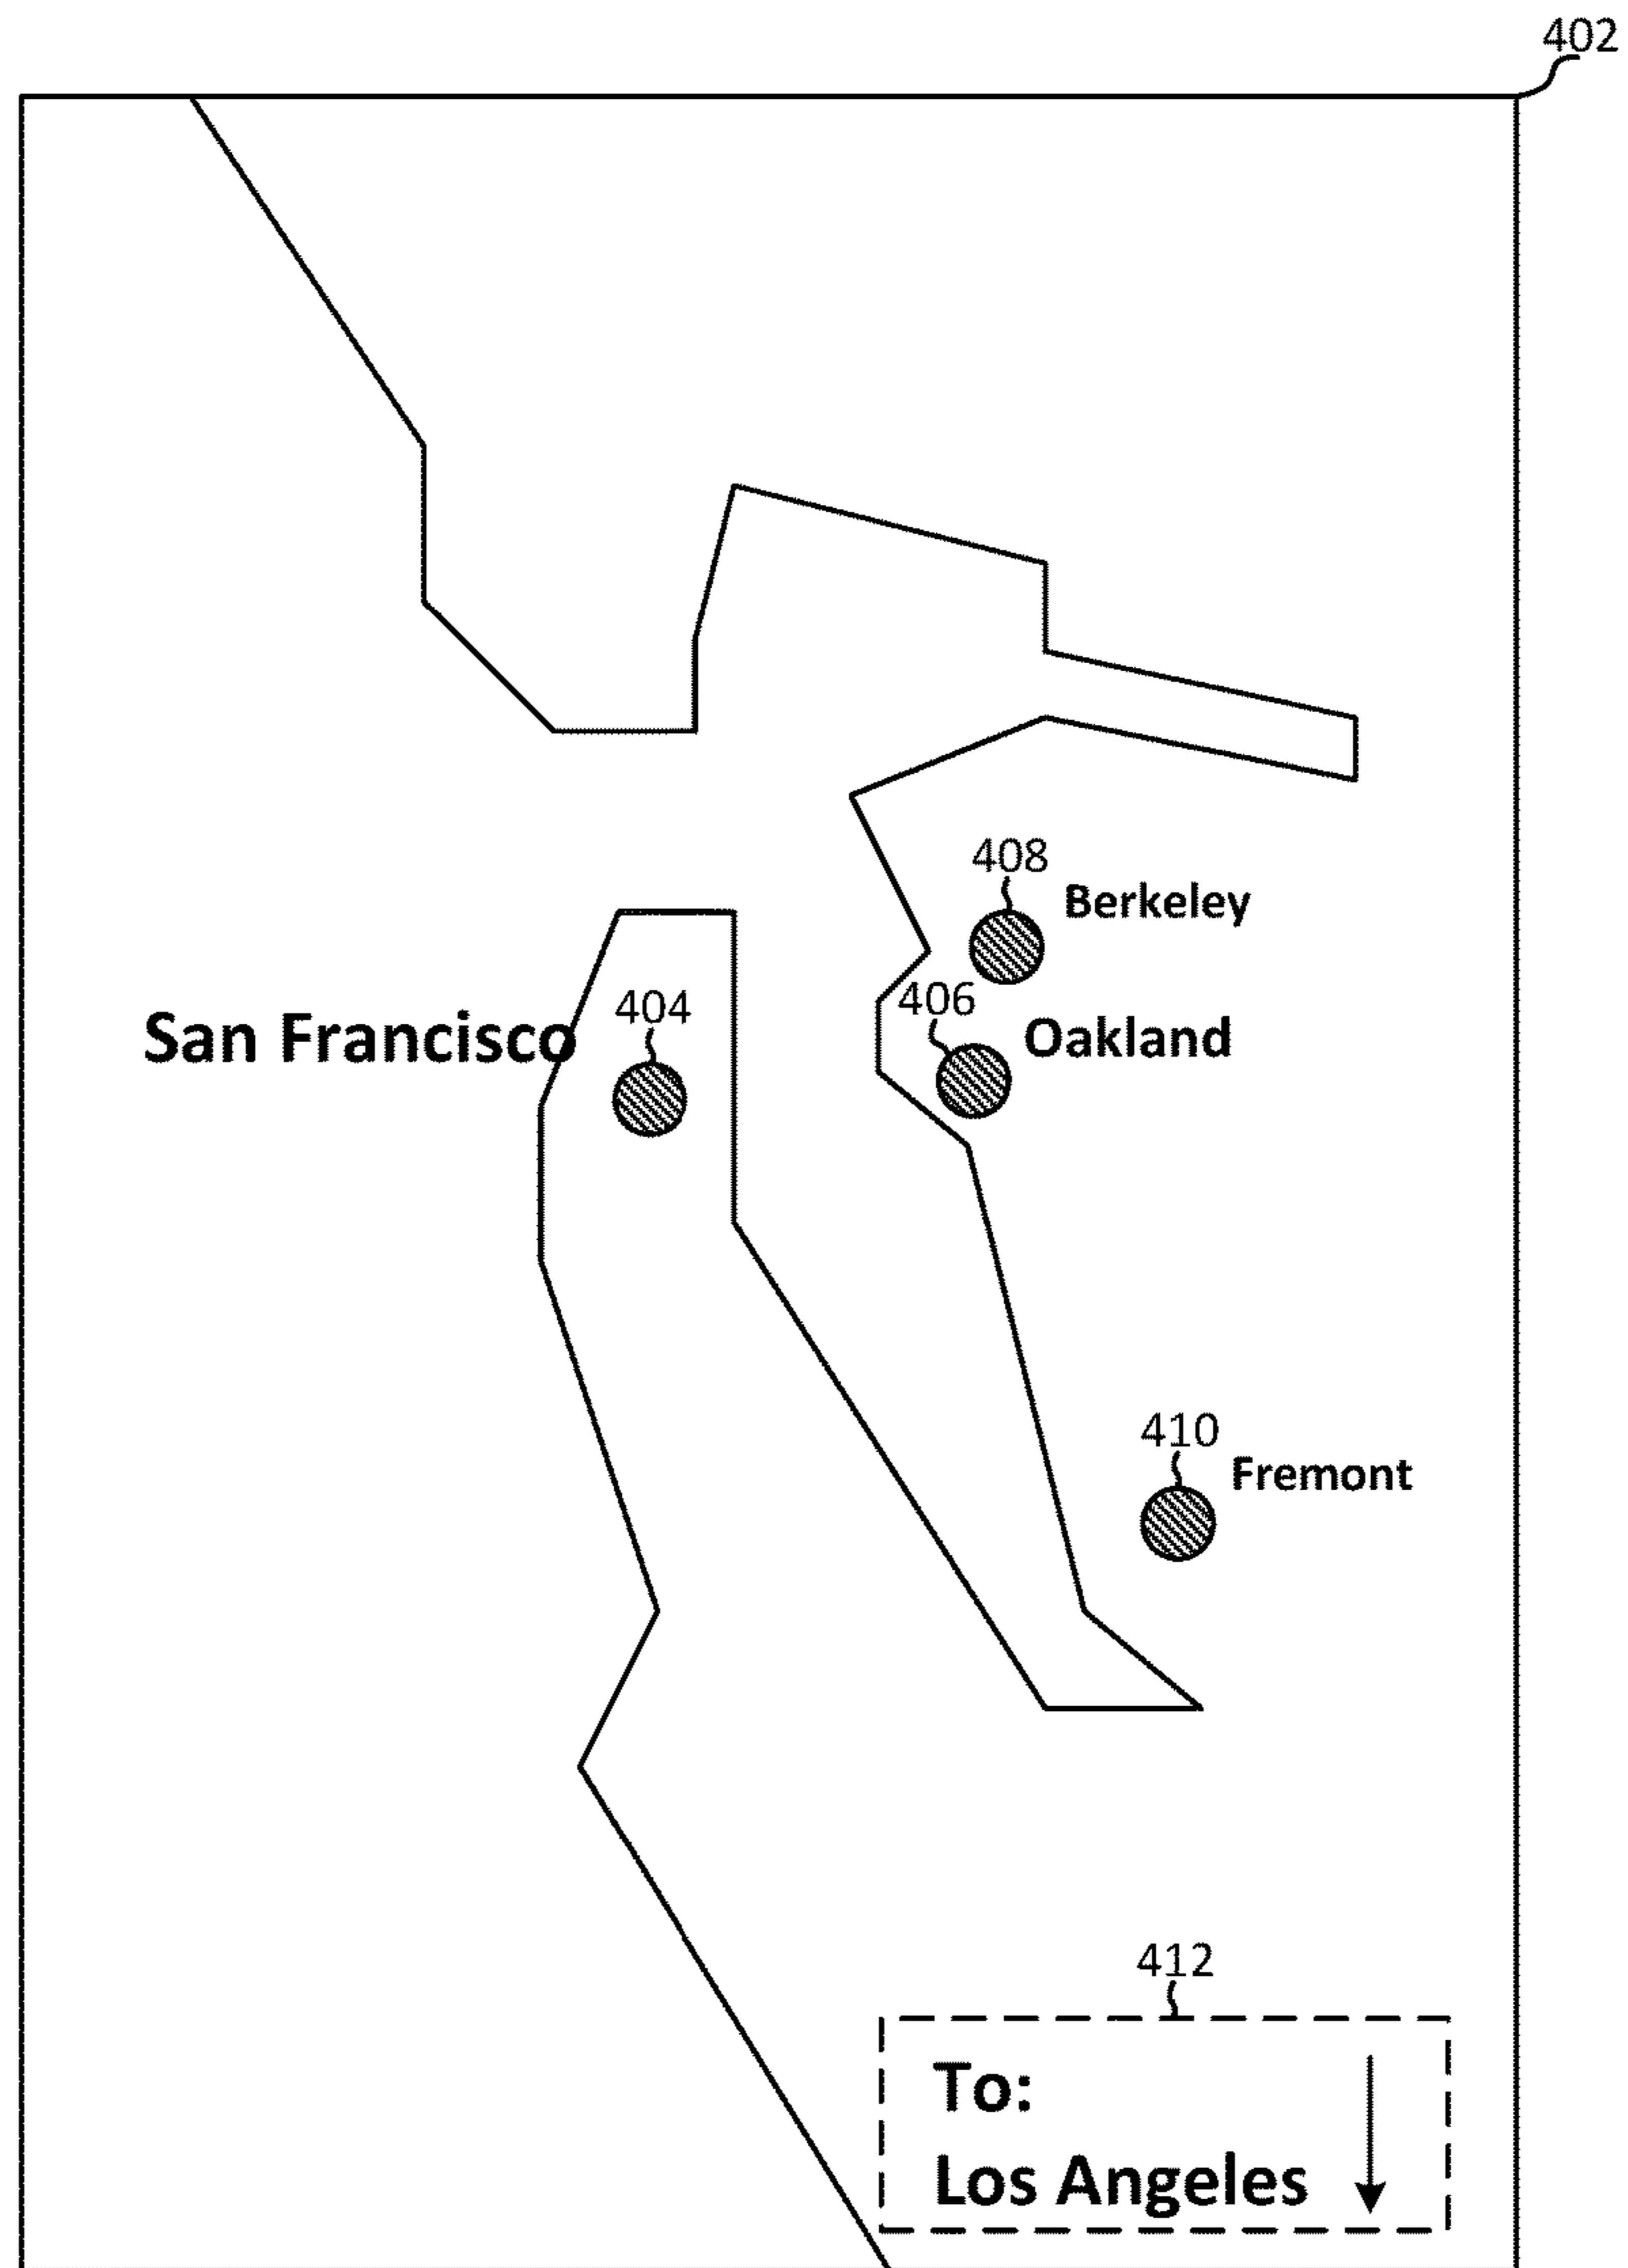 402
408
Berkeley
406
Oakland
San Francisco
404
410
Fremont
412
To:
Los Angeles